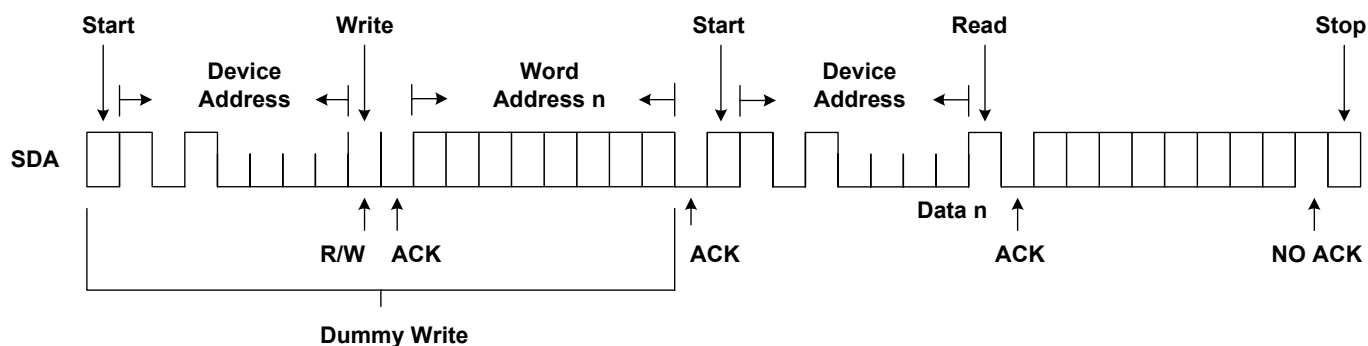 Start
Write
Start
Read
Stop
Device
Address
Word
Address n
Device
Address
SDA
Data n
R/W
ACK
ACK
ACK
NO ACK
Dummy Write